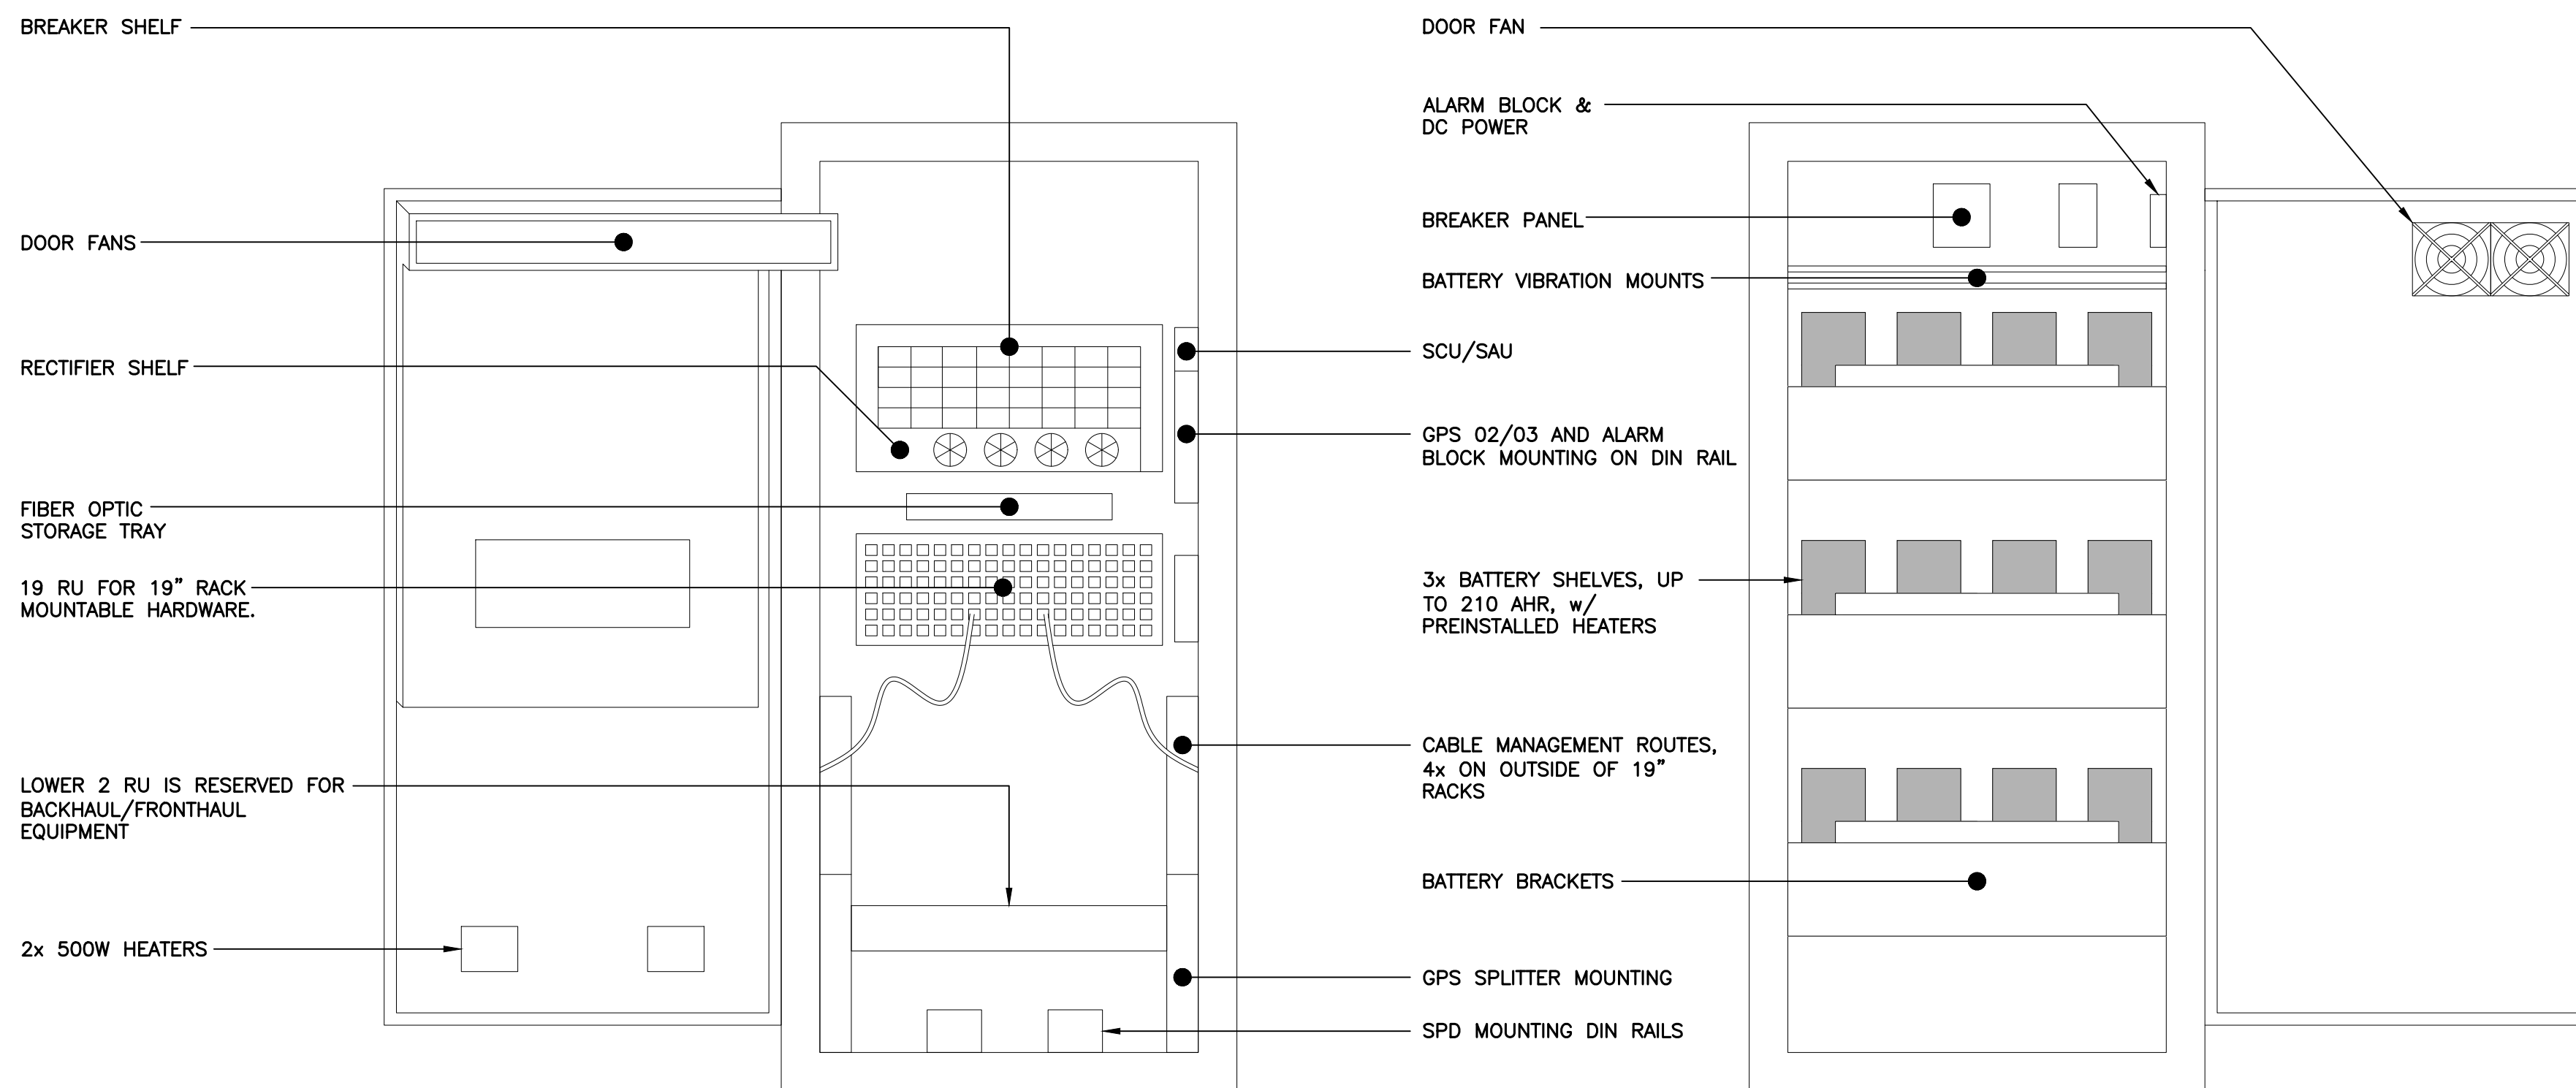 BREAKER SHELF
DOOR FANS
RECTIFIER SHELF
FIBER OPTIC
STORAGE TRAY
19 RU FOR 19” RACK
MOUNTABLE HARDWARE.
LOWER 2 RU IS RESERVED FOR
BACKHAUL/FRONTHAUL
EQUIPMENT
2x 500W HEATERS
DOOR FAN
ALARM BLOCK &
DC POWER
BREAKER PANEL
BATTERY VIBRATION MOUNTS
SCU/SAU
GPS 02/03 AND ALARM
BLOCK MOUNTING ON DIN RAIL
3x BATTERY SHELVES, UP
TO 210 AHR, w/
PREINSTALLED HEATERS
CABLE MANAGEMENT ROUTES,
4x ON OUTSIDE OF 19”
RACKS
BATTERY BRACKETS
GPS SPLITTER MOUNTING
SPD MOUNTING DIN RAILS